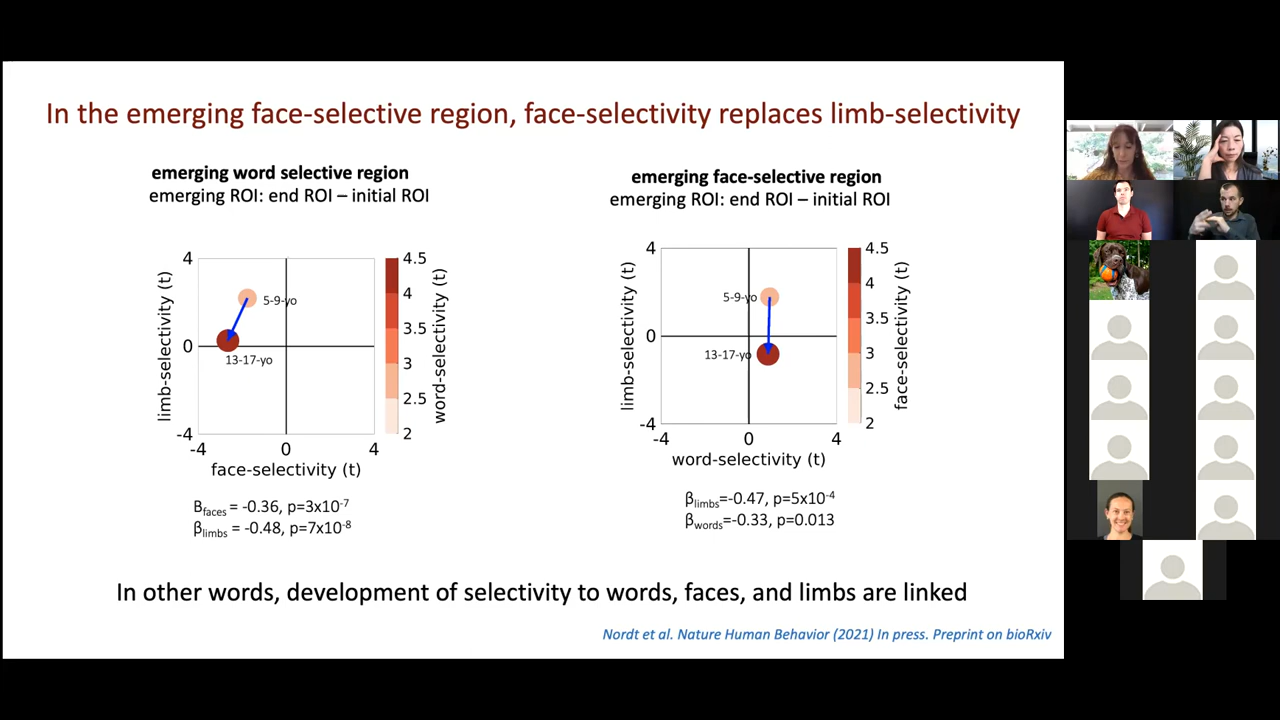 In the emerging face-selective region, face-selectivity replaces limb-selectivity
emerging word selective region
emerging ROI: end ROI – initial ROI
4
0
-4
limb-selectivity (t)
5-9-yo
13-17-yo
-4
0
4
face-selectivity (t)
4.5
4
3.5
3
2.5
2
word-selectivity (t)
Bfaces = -0.36, p=3x10-7
βlimbs = -0.48, p=7x10-8
emerging face-selective region
emerging ROI: end ROI – initial ROI
4
0
-4
limb-selectivity (t)
5-9-yo
13-17-yo
-4
0
4
word-selectivity (t)
4.5
4
3.5
3
2.5
2
face-selectivity (t)
βlimbs=-0.47, p=5x10-4
βwords=-0.33, p=0.013
In other words, development of selectivity to words, faces, and limbs are linked
Nordt et al. Nature Human Behavior (2021) In press. Preprint on bioRxiv